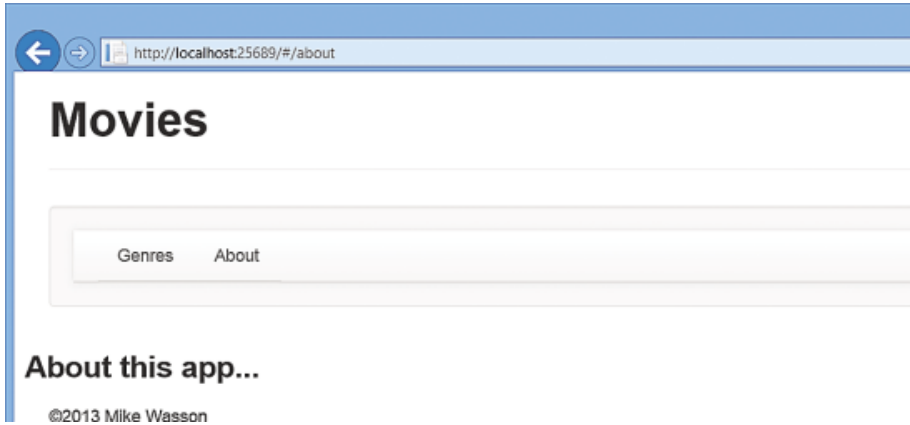 http://localhost:25689/#/about
Movies
Genres About
About this app...
©2013 Mike Wasson